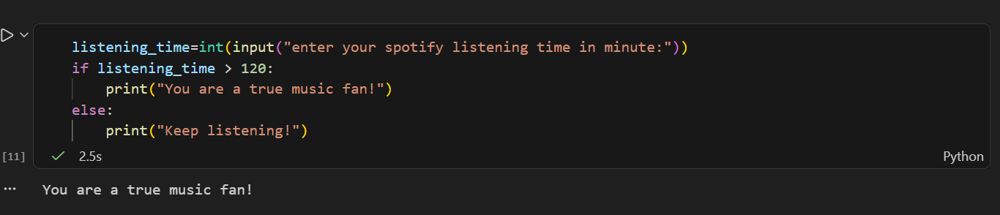 listening_time=int(input("enter your spotify listening time in minute:"))
if listening_time > 120:
    print("You are a true music fan!")
else:
    print("Keep listening!")
[11] ✓ 2.5s Python
... You are a true music fan!